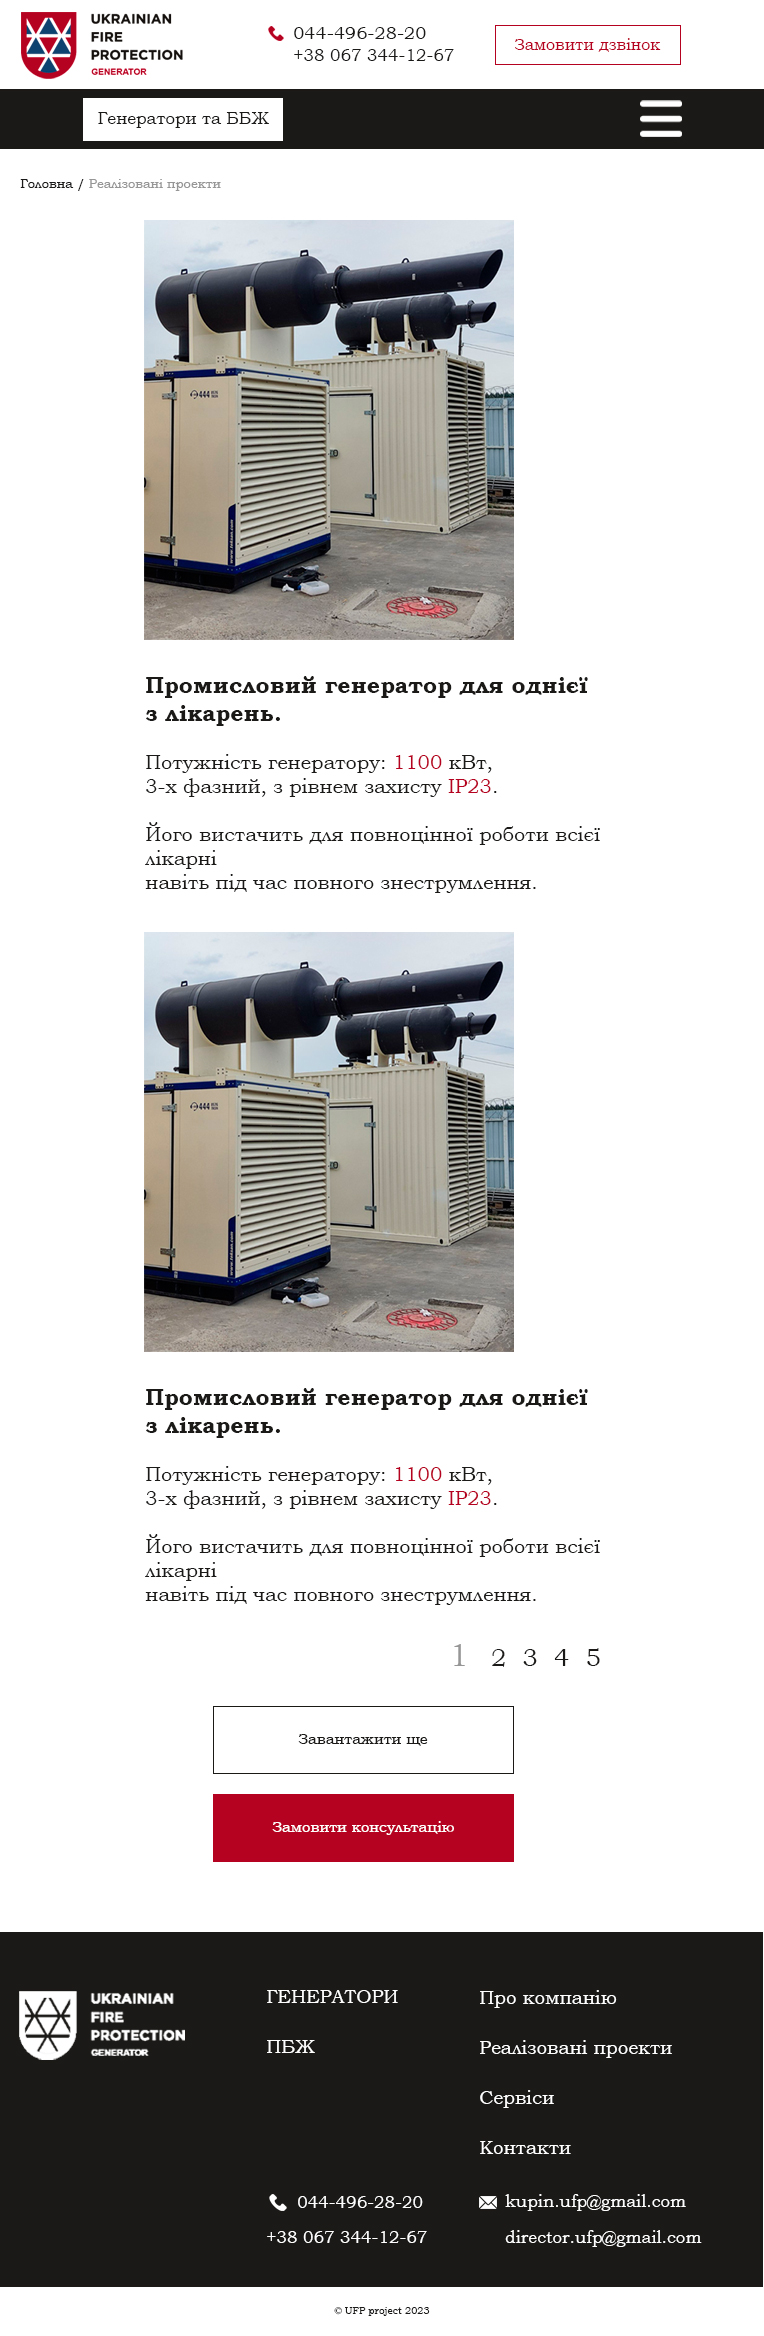 UKRAINIAN
FIRE
PROTECTION
GENERATOR
044-496-28-20
+38 067 344-12-67
Замовити дзвінок
Генератори та ББЖ
Головна / Реалізовані проекти
444
Промисловий генератор для однієї
з лікарень.
Потужність генератору: 1100 кВт,
3-х фазний, з рівнем захисту IP23.
Його вистачить для повноцінної роботи всієї
лікарні
навіть під час повного знеструмлення.
444
Промисловий генератор для однієї
з лікарень.
Потужність генератору: 1100 кВт,
3-х фазний, з рівнем захисту IP23.
Його вистачить для повноцінної роботи всієї
лікарні
навіть під час повного знеструмлення.
1 2 3 4 5
Завантажити ще
Замовити консультацію
UKRAINIAN
FIRE
PROTECTION
GENERATOR
ГЕНЕРАТОРИ
ПБЖ
Про компанію
Реалізовані проекти
Сервіси
Контакти
044-496-28-20
+38 067 344-12-67
kupin.ufp@gmail.com
director.ufp@gmail.com
© UFP project 2023